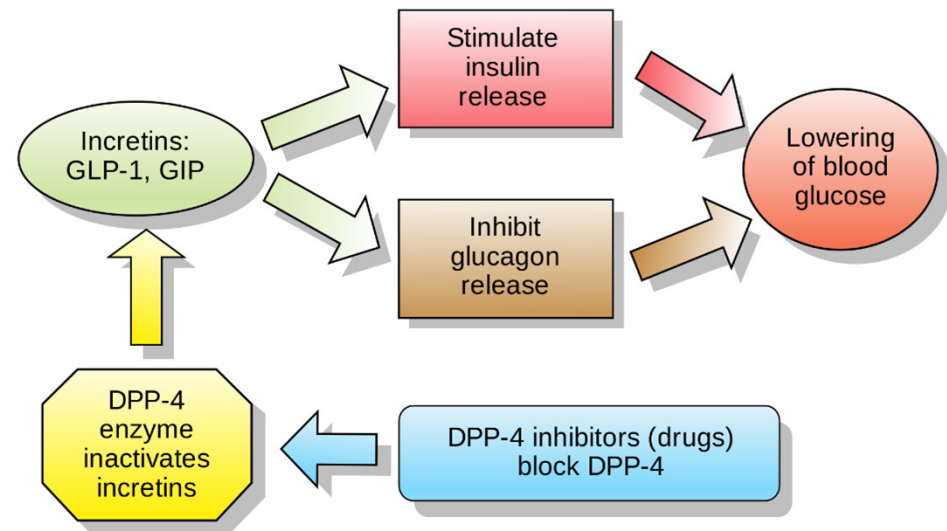 Stimulate
insulin
release
Incretins:
GLP-1, GIP
Lowering
of blood
glucose
Inhibit
glucagon
release
DPP-4
enzyme
inactivates
incretins
DPP-4 inhibitors (drugs)
block DPP-4